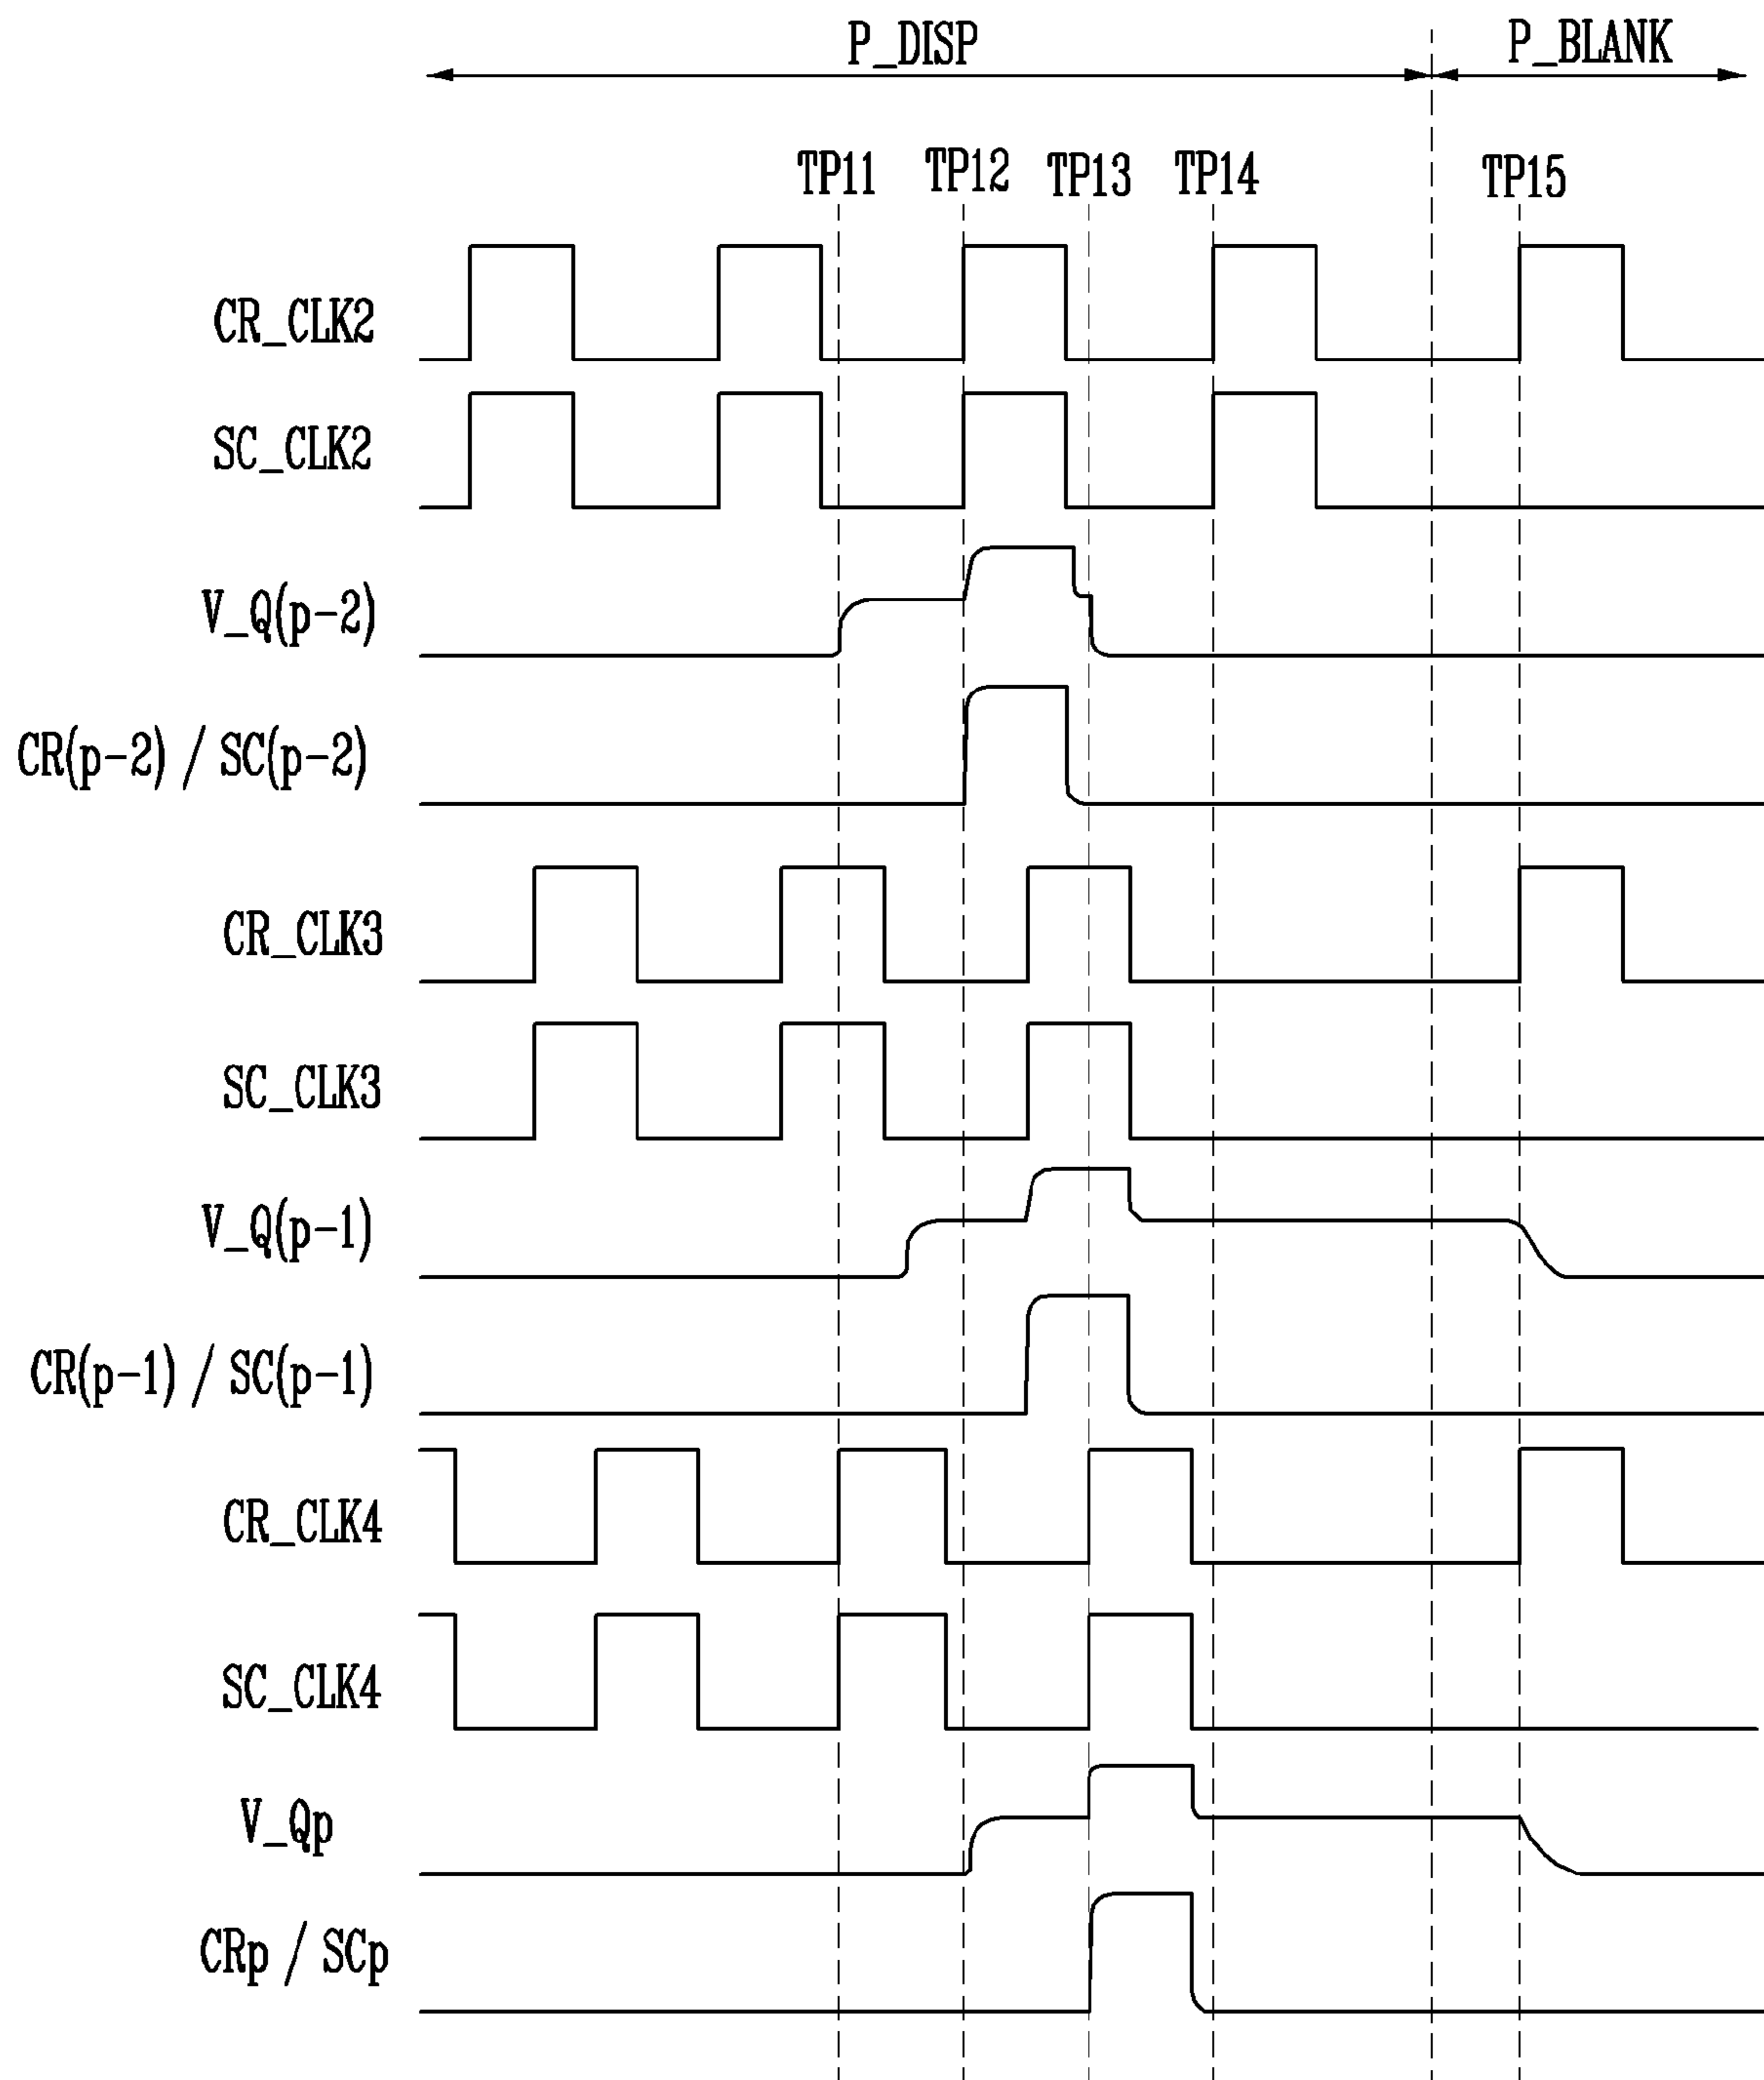 P_DISP
P_BLANK
TP11
TP12
TP13
TP14
TP15
CR_CLK2
SC_CLK2
V_Q(p-2)
CR(p-2) / SC(p-2)
CR_CLK3
SC_CLK3
V_Q(p-1)
CR(p-1) / SC(p-1)
CR_CLK4
SC_CLK4
V_Qp
CRp / SCp